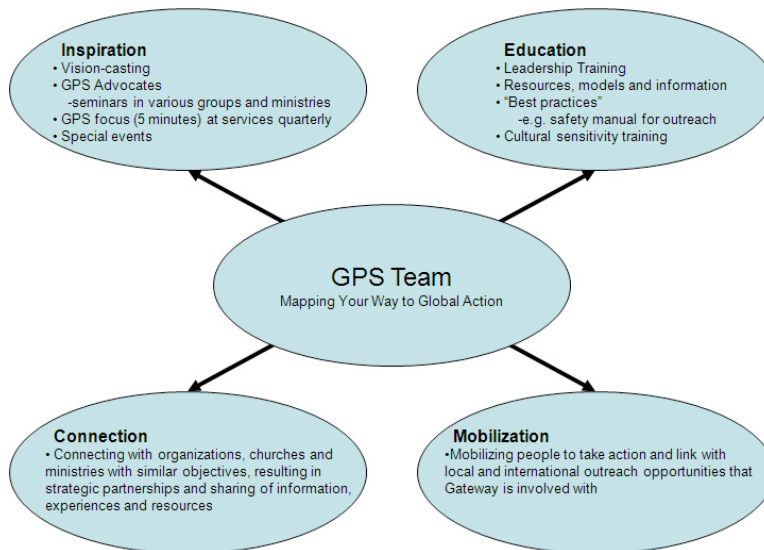 Inspiration
• Vision-casting
• GPS Advocates
-seminars in various groups and ministries
• GPS focus (5 minutes) at services quarterly
• Special events
Education
• Leadership Training
• Resources, models and information
• "Best practices"
-e.g. safety manual for outreach
• Cultural sensitivity training
GPS Team
Mapping Your Way to Global Action
Connection
• Connecting with organizations, churches and
ministries with similar objectives, resulting in
strategic partnerships and sharing of information,
experiences and resources
Mobilization
•Mobilizing people to take action and link with
local and international outreach opportunities that
Gateway is involved with